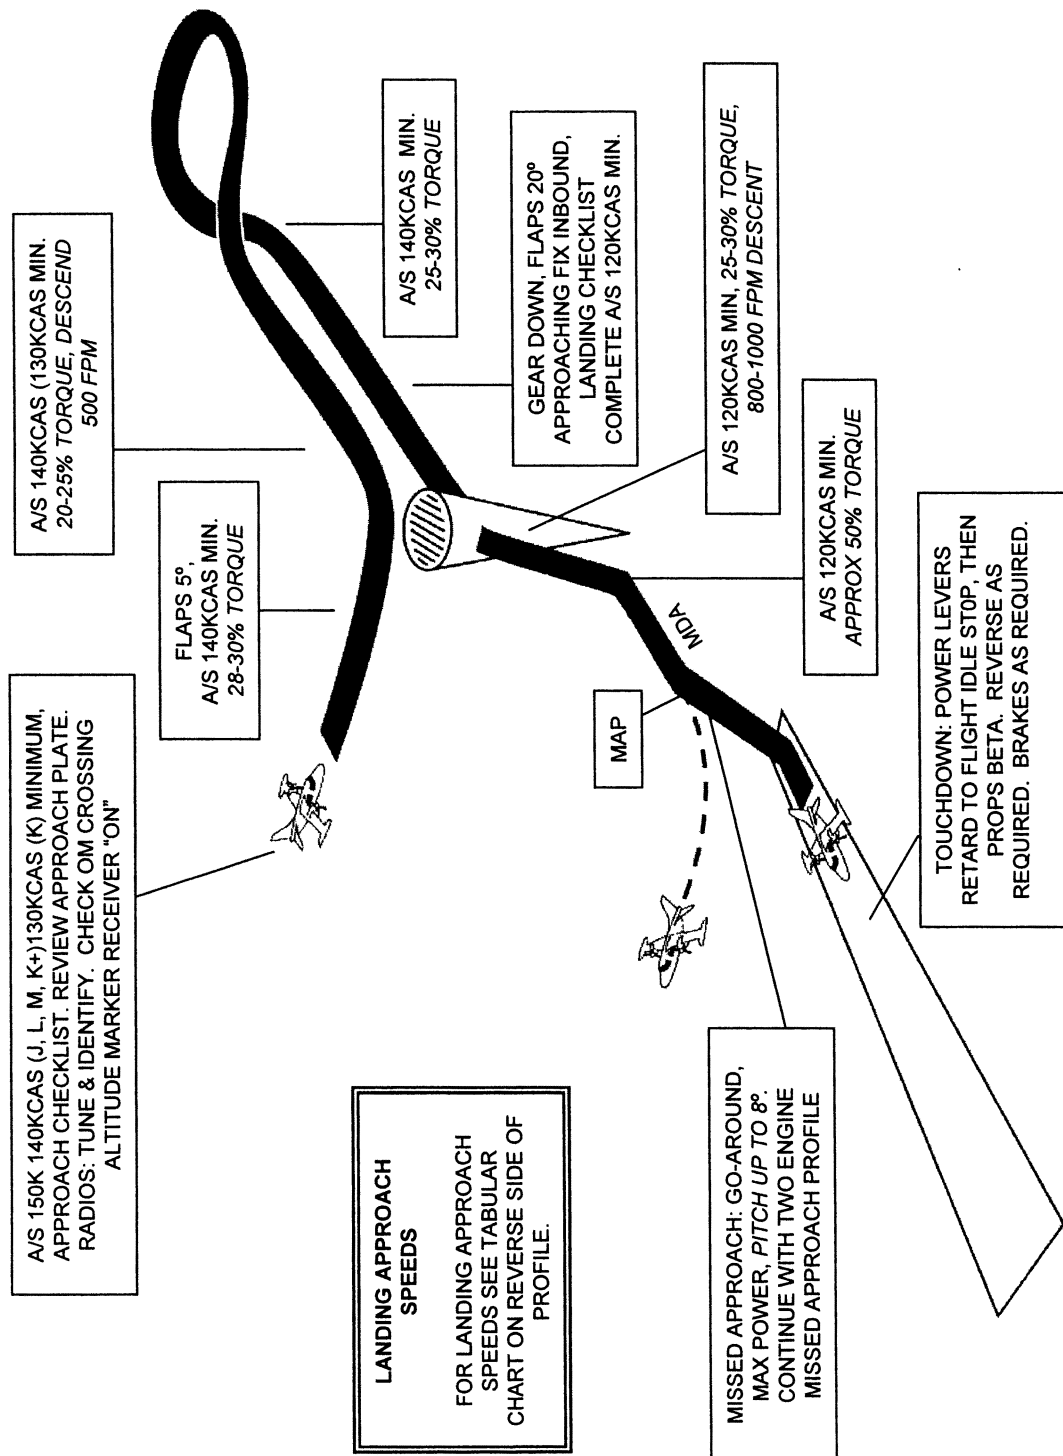 A/S 150K 140KCAS (J, L, M, K+)130KCAS (K) MINIMUM,
APPROACH CHECKLIST. REVIEW APPROACH PLATE.
RADIOS: TUNE & IDENTIFY. CHECK OM CROSSING
ALTITUDE MARKER RECEIVER "ON"
FLAPS 5º,
A/S 140KCAS MIN.
28-30% TORQUE
A/S 140KCAS (130KCAS MIN.
20-25% TORQUE, DESCEND
500 FPM
A/S 140KCAS MIN.
25-30% TORQUE
GEAR DOWN, FLAPS 20º
APPROACHING FIX INBOUND,
LANDING CHECKLIST
COMPLETE A/S 120KCAS MIN.
A/S 120KCAS MIN, 25-30% TORQUE,
800-1000 FPM DESCENT
A/S 120KCAS MIN.
APPROX 50% TORQUE
MDA
MAP
LANDING APPROACH
SPEEDS
FOR LANDING APPROACH
SPEEDS SEE TABULAR
CHART ON REVERSE SIDE OF
PROFILE.
MISSED APPROACH: GO-AROUND,
MAX POWER, PITCH UP TO 8º.
CONTINUE WITH TWO ENGINE
MISSED APPROACH PROFILE
TOUCHDOWN: POWER LEVERS
RETARD TO FLIGHT IDLE STOP, THEN
PROPS BETA. REVERSE AS
REQUIRED. BRAKES AS REQUIRED.